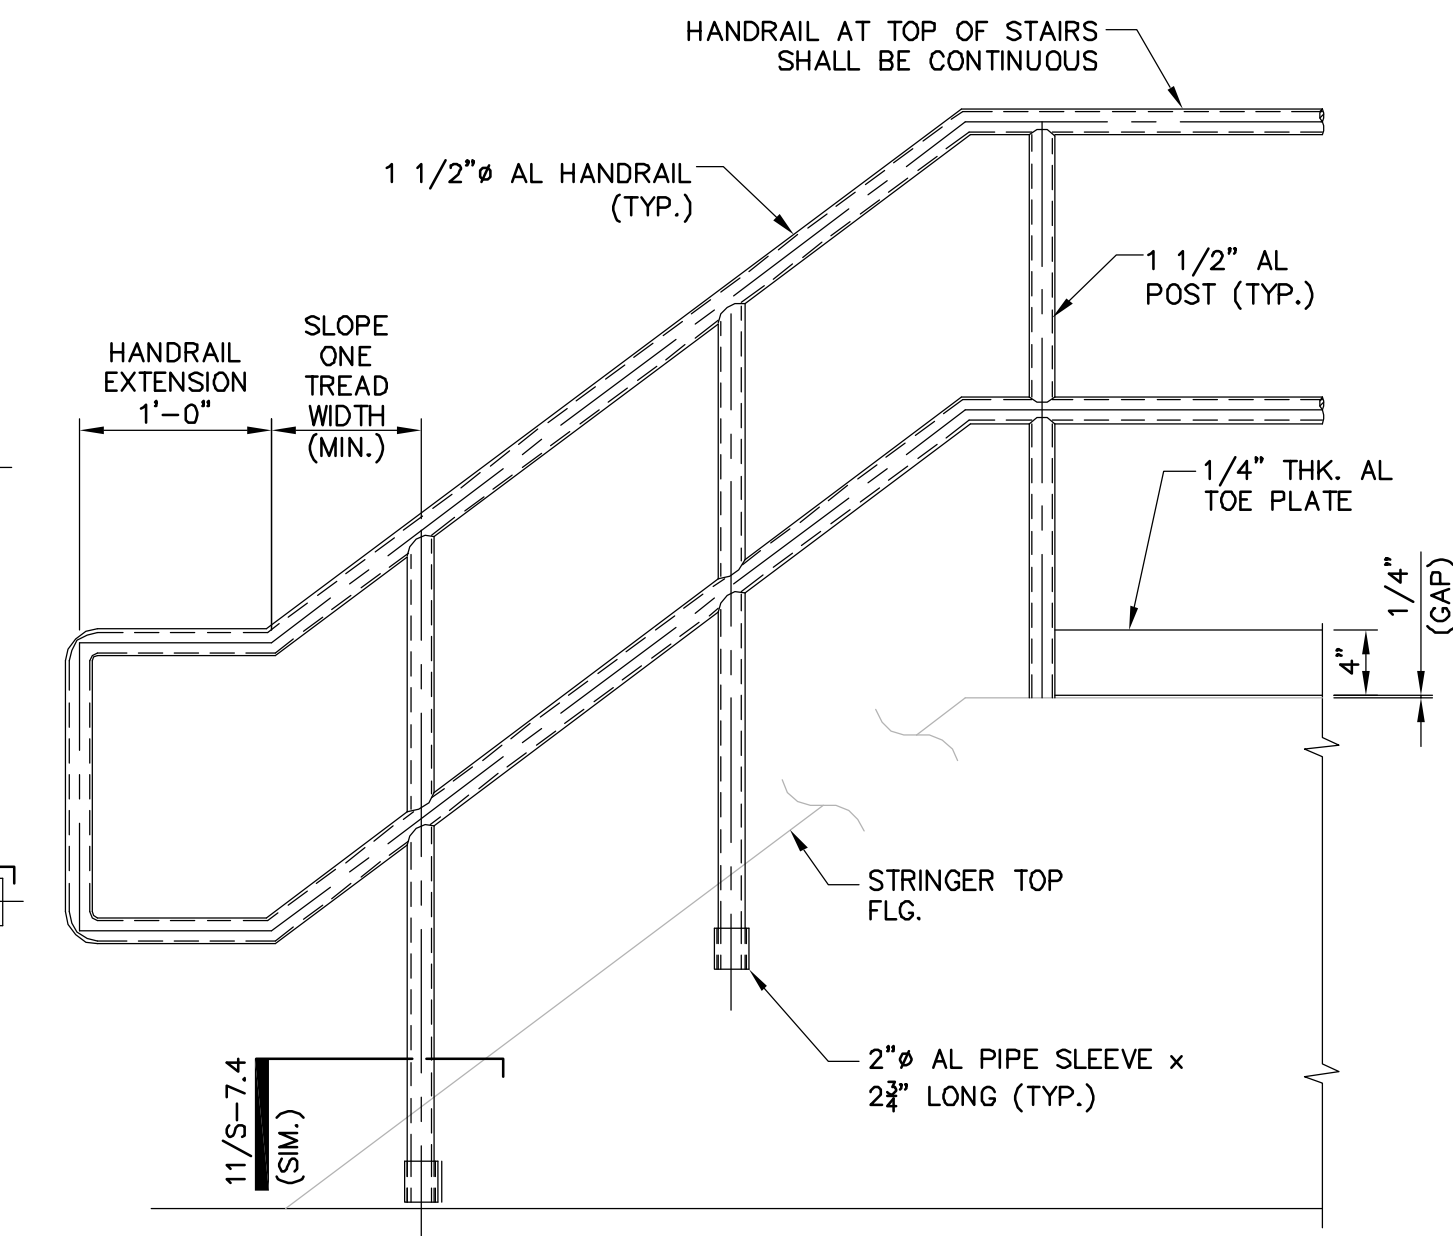 HANDRAIL AT TOP OF STAIRS
SHALL BE CONTINUOUS
1 1/2"ø AL HANDRAIL
(TYP.)
1 1/2" AL
POST (TYP.)
HANDRAIL
EXTENSION
1'-0"
SLOPE
ONE
TREAD
WIDTH
(MIN.)
1/4" THK. AL
TOE PLATE
1/4"
(GAP)
4"
STRINGER TOP
FLG.
2"ø AL PIPE SLEEVE x
2 3/4" LONG (TYP.)
11/S-7.4
(SIM.)